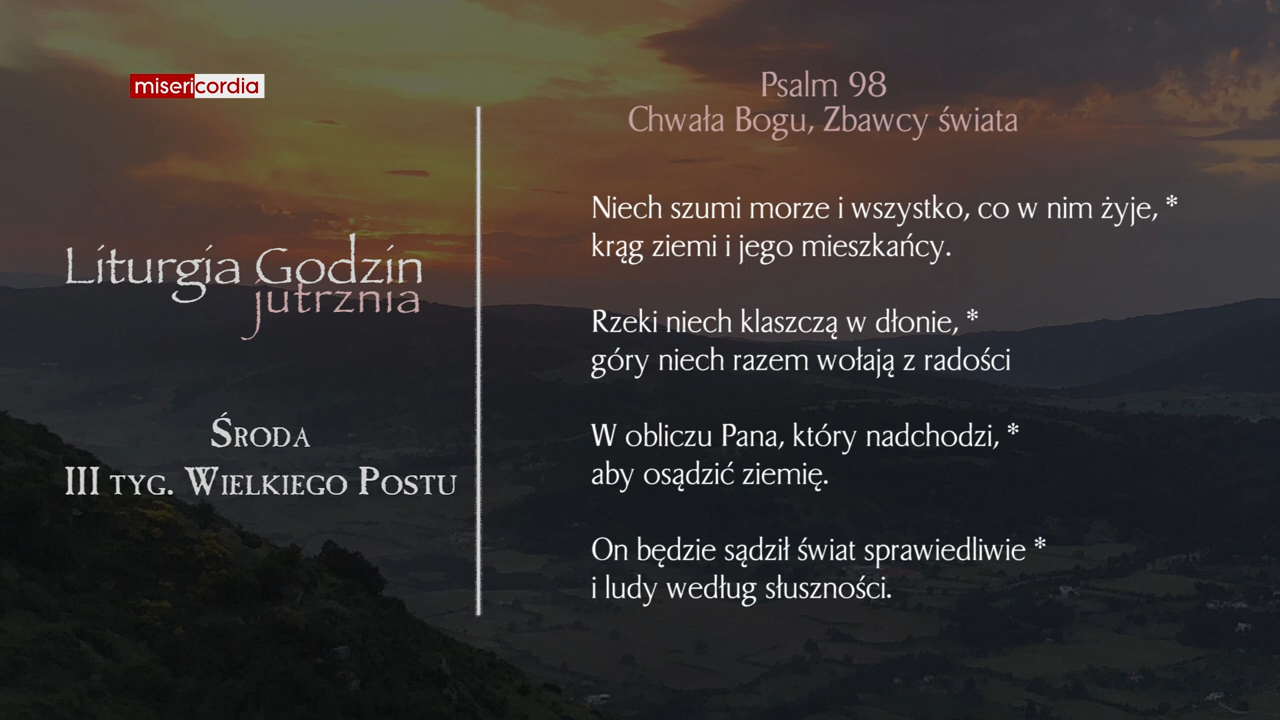 misericordia
Liturgia Godzin
jutrznia
Środa
III tyg. Wielkiego Postu
Psalm 98
Chwała Bogu, Zbawcy świata
Niech szumi morze i wszystko, co w nim żyje, *
krąg ziemi i jego mieszkańcy.
Rzeki niech klaszczą w dłonie, *
góry niech razem wołają z radości
W obliczu Pana, który nadchodzi, *
aby osądzić ziemię.
On będzie sądził świat sprawiedliwie *
i ludy według słuszności.